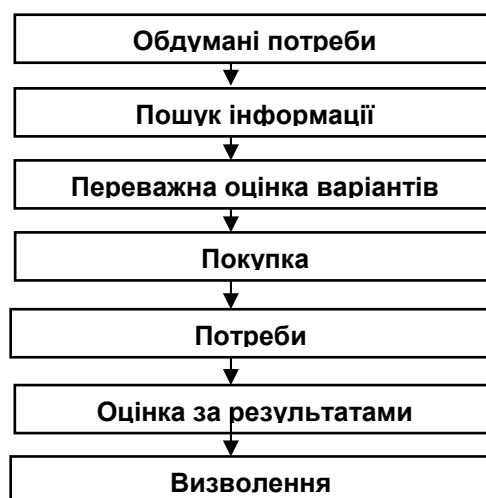 Обдумані потреби
Пошук інформації
Переважна оцінка варіантів
Покупка
Потреби
Оцінка за результатами
Визволення